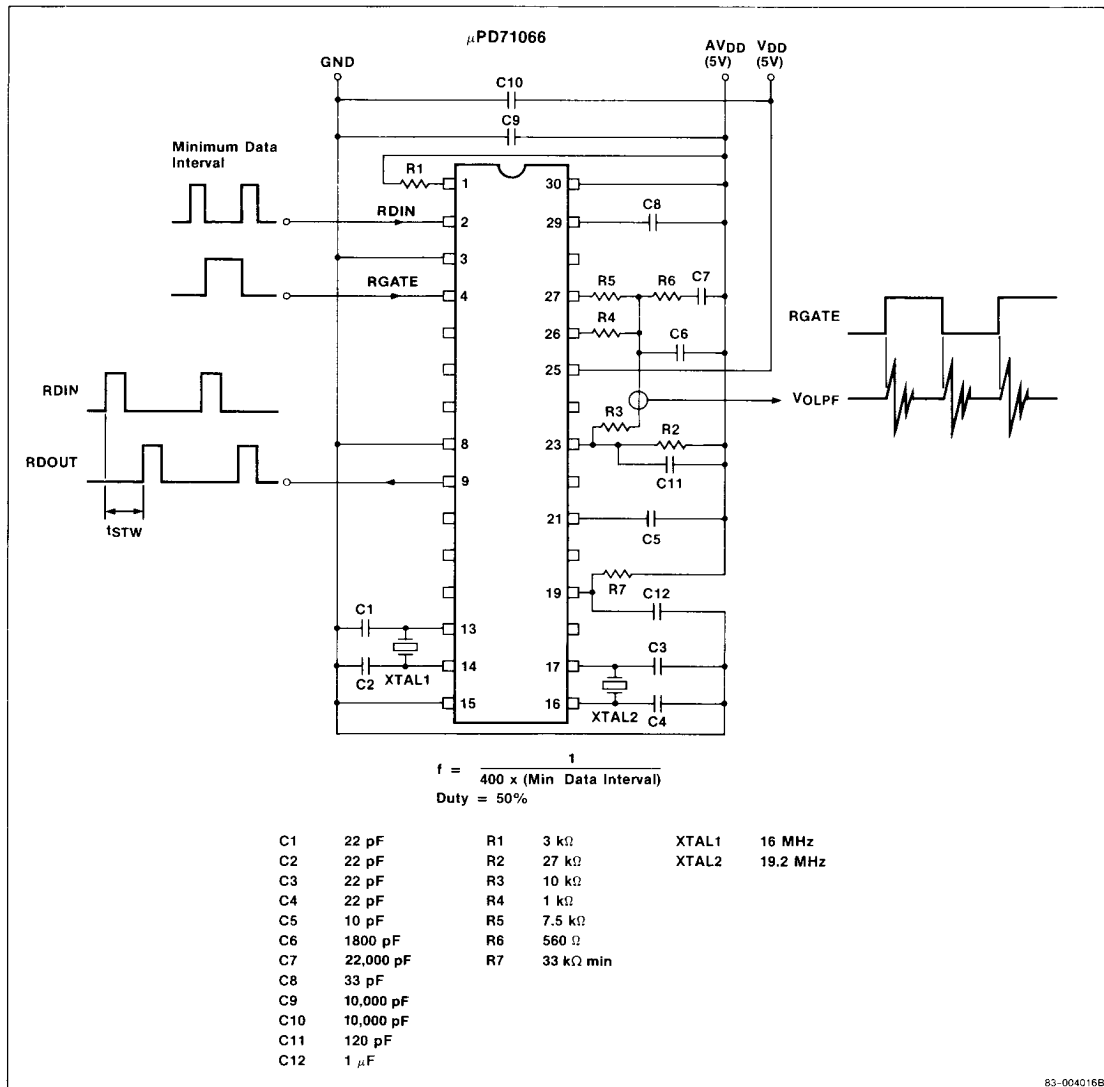 μPD71066
GND
AVDD
(5V)
VDD
(5V)
C10
C9
Minimum Data
Interval
R1
1
30
RDIN
2
29
C8
3
RGATE
4
27
R5
R6
C7
R4
26
C6
25
RGATE
VOLPF
RDIN
R3
8
23
R2
RDOUT
9
C11
21
C5
tSTW
R7
19
C12
C1
13
C3
14
17
C2
XTAL1
15
16
XTAL2
C4
f = 1 / 400 x (Min Data Interval)
Duty = 50%
C1 22 pF R1 3 kΩ XTAL1 16 MHz
C2 22 pF R2 27 kΩ XTAL2 19.2 MHz
C3 22 pF R3 10 kΩ
C4 22 pF R4 1 kΩ
C5 10 pF R5 7.5 kΩ
C6 1800 pF R6 560 Ω
C7 22,000 pF R7 33 kΩ min
C8 33 pF
C9 10,000 pF
C10 10,000 pF
C11 120 pF
C12 1 μF
83-004016B